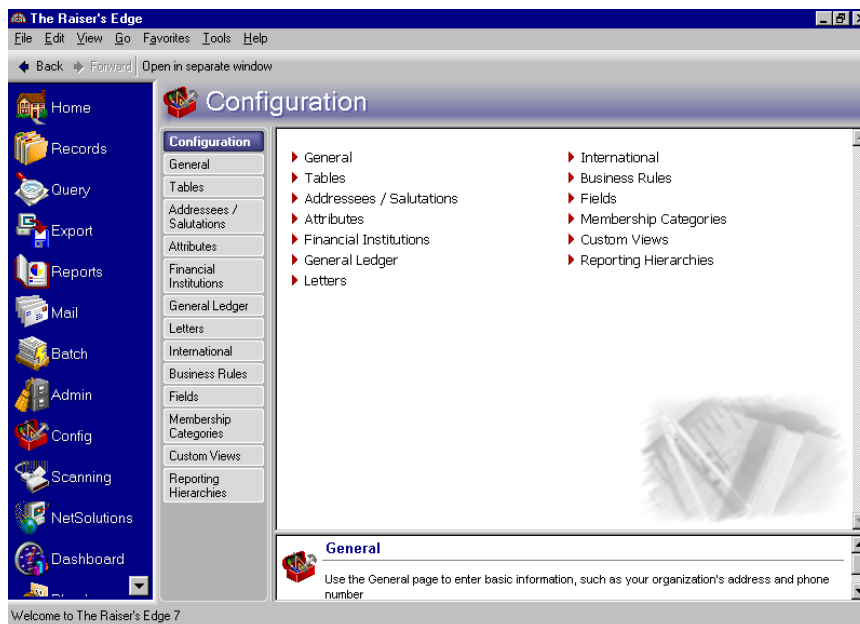 The Raiser's Edge
File Edit View Go Favorites Tools Help
Back Forward Open in separate window
Configuration
Home
Records
Query
Export
Reports
Mail
Batch
Admin
Config
Scanning
NetSolutions
Dashboard
Configuration
General
Tables
Addressees /
Salutations
Attributes
Financial
Institutions
General Ledger
Letters
International
Business Rules
Fields
Membership
Categories
Custom Views
Reporting
Hierarchies
General
Tables
Addressees / Salutations
Attributes
Financial Institutions
General Ledger
Letters
International
Business Rules
Fields
Membership Categories
Custom Views
Reporting Hierarchies
General
Use the General page to enter basic information, such as your organization's address and phone
number
Welcome to The Raiser's Edge 7